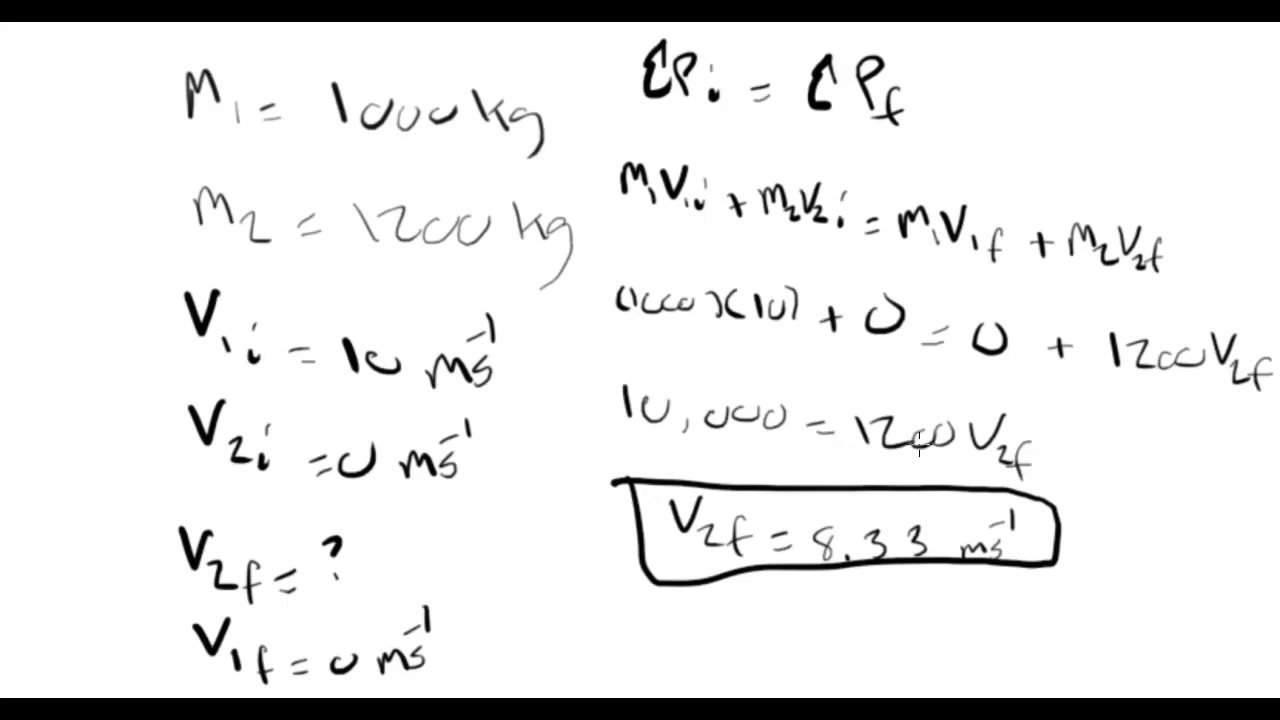 M₁ = 1000 kg
M₂ = 1200 kg
V₁ᵢ = 10 ms⁻¹
V₂ᵢ = 0 ms⁻¹
V₂f = ?
V₁f = 0 ms⁻¹
ΣPᵢ = ΣPf
M₁V₁ᵢ + M₂V₂ᵢ = M₁V₁f + M₂V₂f
(1000)(10) + 0 = 0 + 1200V₂f
10,000 = 1200V₂f
V₂f = 8.33 ms⁻¹